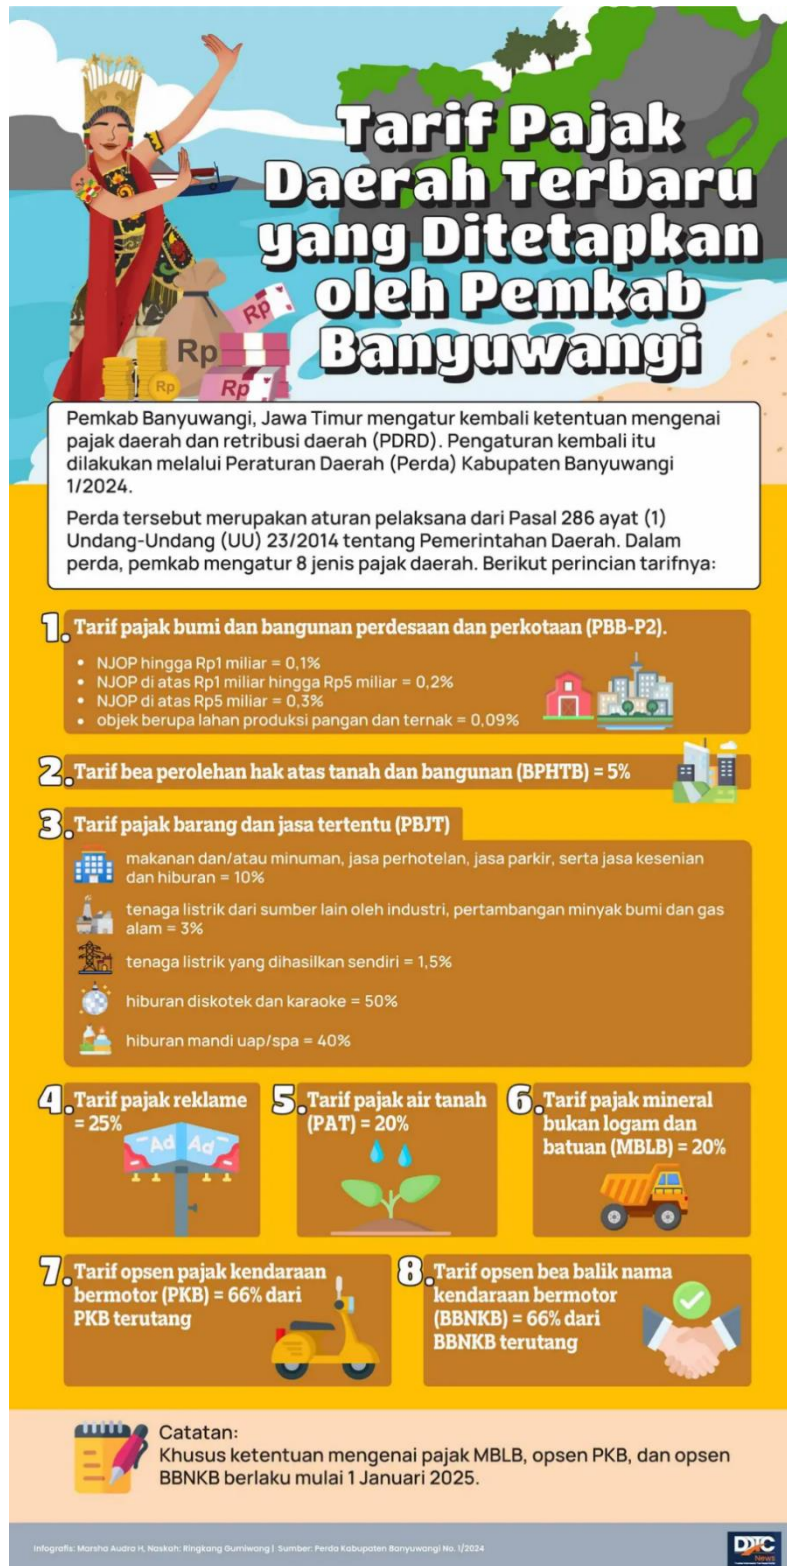 Tarif Pajak
Daerah Terbaru
yang Ditetapkan
oleh Pemkab
Banyuwangi
Rp
Rp
Rp
Rp
Pemkab Banyuwangi, Jawa Timur mengatur kembali ketentuan mengenai
pajak daerah dan retribusi daerah (PDRD). Pengaturan kembali itu
dilakukan melalui Peraturan Daerah (Perda) Kabupaten Banyuwangi
1/2024.
Perda tersebut merupakan aturan pelaksana dari Pasal 286 ayat (1)
Undang-Undang (UU) 23/2014 tentang Pemerintahan Daerah. Dalam
perda, pemkab mengatur 8 jenis pajak daerah. Berikut perincian tarifnya:
1. Tarif pajak bumi dan bangunan perdesaan dan perkotaan (PBB-P2).
• NJOP hingga Rp1 miliar = 0,1%
• NJOP di atas Rp1 miliar hingga Rp5 miliar = 0,2%
• NJOP di atas Rp5 miliar = 0,3%
• objek berupa lahan produksi pangan dan ternak = 0,09%
2. Tarif bea perolehan hak atas tanah dan bangunan (BPHTB) = 5%
3. Tarif pajak barang dan jasa tertentu (PBJT)
makanan dan/atau minuman, jasa perhotelan, jasa parkir, serta jasa kesenian
dan hiburan = 10%
tenaga listrik dari sumber lain oleh industri, pertambangan minyak bumi dan gas
alam = 3%
tenaga listrik yang dihasilkan sendiri = 1,5%
hiburan diskotek dan karaoke = 50%
hiburan mandi uap/spa = 40%
4. Tarif pajak reklame
= 25%
Ad Ad
5. Tarif pajak air tanah
(PAT) = 20%
6. Tarif pajak mineral
bukan logam dan
batuan (MBLB) = 20%
7. Tarif opsen pajak kendaraan
bermotor (PKB) = 66% dari
PKB terutang
8. Tarif opsen bea balik nama
kendaraan bermotor
(BBNKB) = 66% dari
BBNKB terutang
Catatan:
Khusus ketentuan mengenai pajak MBLB, opsen PKB, dan opsen
BBNKB berlaku mulai 1 Januari 2025.
Infografis: Marsha Audra H, Naskah: Ringkang Gumiwang | Sumber: Perda Kabupaten Banyuwangi No. 1/2024
DDTC
News